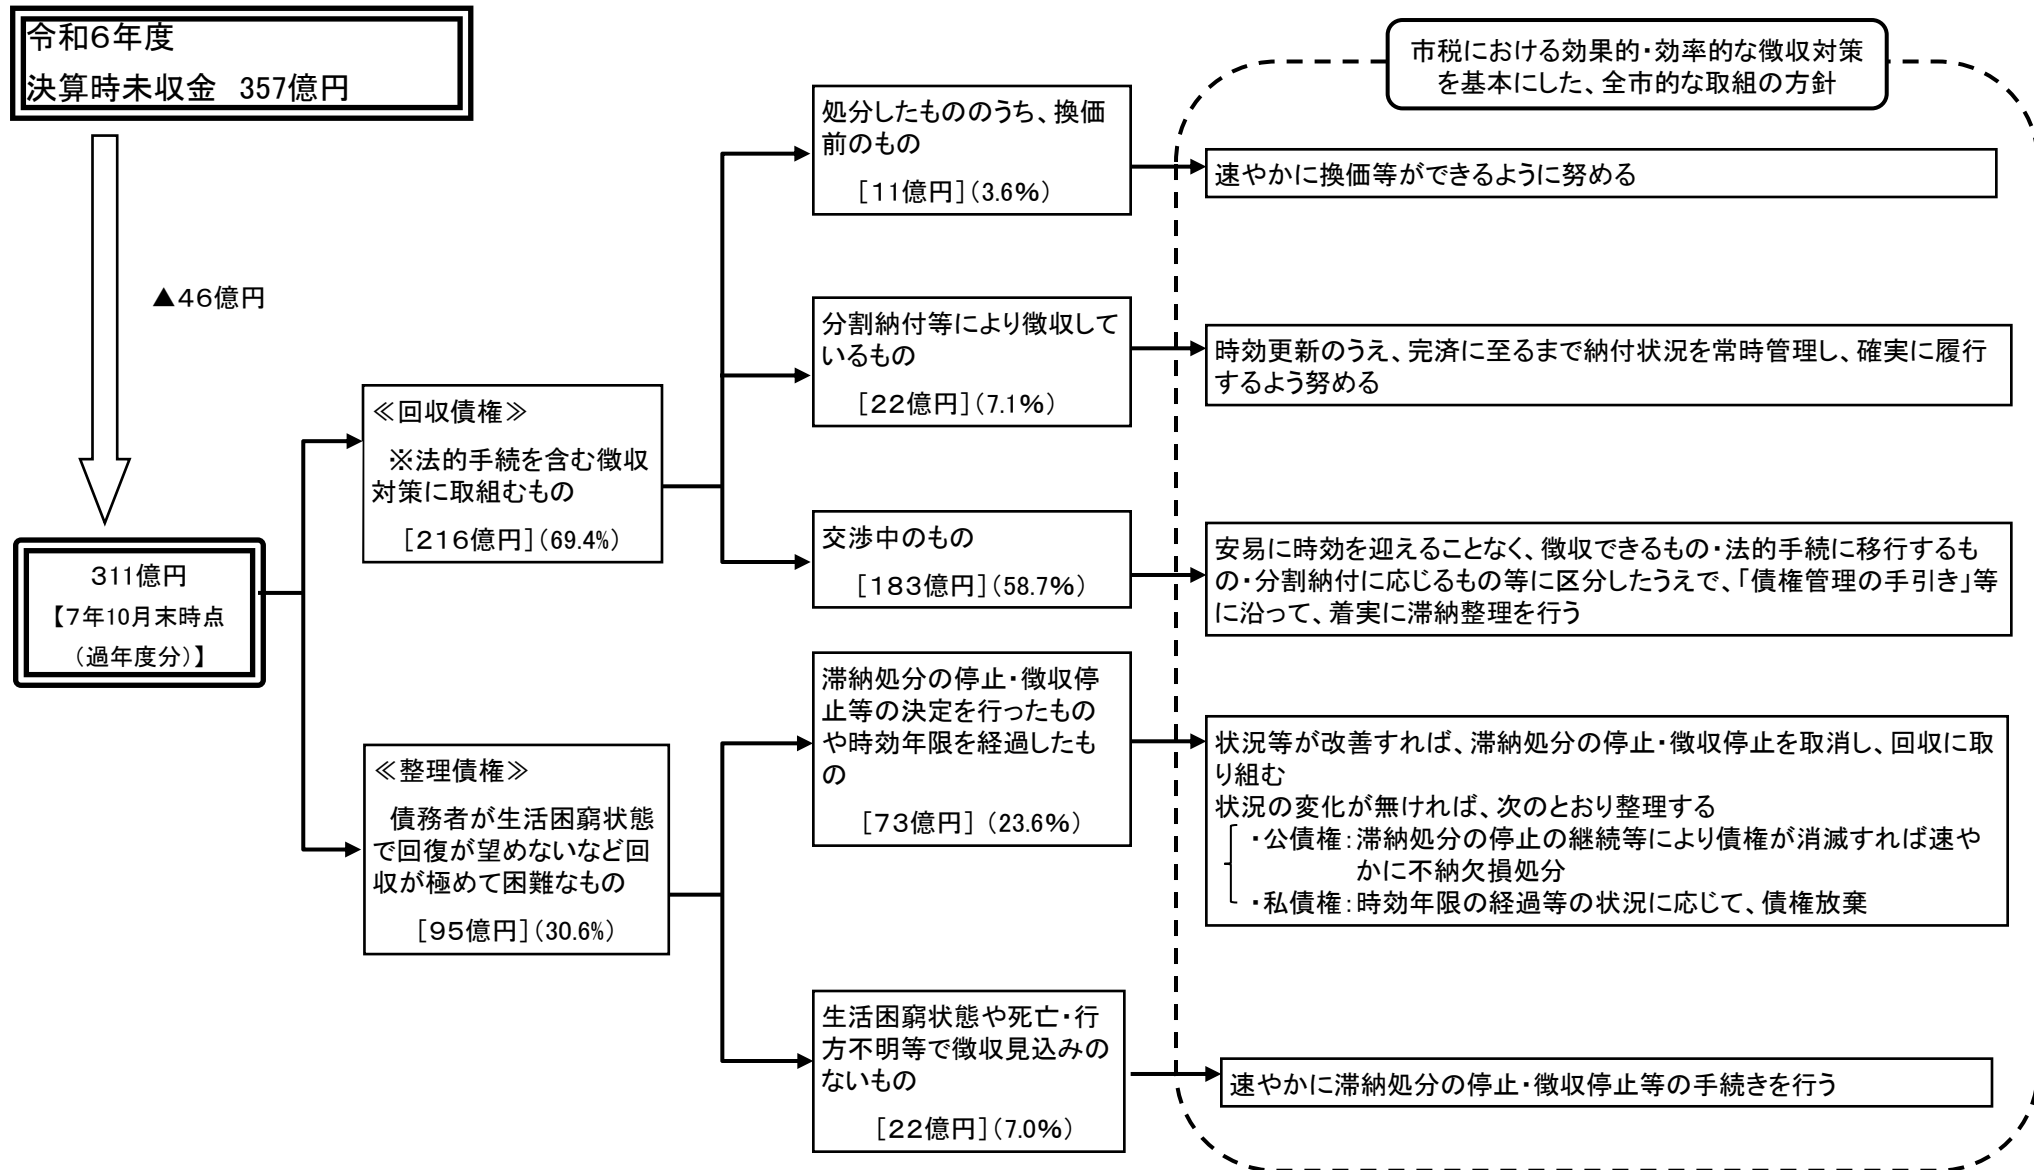 令和６年度
決算時未収金　357億円
▲４６億円
311億円
【7年10月末時点
（過年度分）】
≪回収債権≫
※法的手続を含む徴収
対策に取組むもの
［２１６億円］（69.4%）
≪整理債権≫
債務者が生活困窮状態
で回復が望めないなど回
収が極めて困難なもの
［９５億円］（30.6%）
処分したもののうち、換価
前のもの
［１１億円］（3.6％）
分割納付等により徴収して
いるもの
［２２億円］（7.1％）
交渉中のもの
［１８３億円］（58.7％）
滞納処分の停止・徴収停
止等の決定を行ったもの
や時効年限を経過したも
の
［７３億円］（23.6％）
生活困窮状態や死亡・行
方不明等で徴収見込みの
ないもの
［２２億円］（7.0％）
市税における効果的・効率的な徴収対策
を基本にした、全市的な取組の方針
速やかに換価等ができるように努める
時効更新のうえ、完済に至るまで納付状況を常時管理し、確実に履行
するよう努める
安易に時効を迎えることなく、徴収できるもの・法的手続に移行するも
の・分割納付に応じるもの等に区分したうえで、「債権管理の手引き」等
に沿って、着実に滞納整理を行う
状況等が改善すれば、滞納処分の停止・徴収停止を取消し、回収に取
り組む
状況の変化が無ければ、次のとおり整理する
・公債権：滞納処分の停止の継続等により債権が消滅すれば速や
かに不納欠損処分
・私債権：時効年限の経過等の状況に応じて、債権放棄
速やかに滞納処分の停止・徴収停止等の手続きを行う